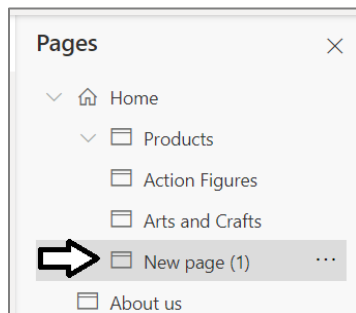 Pages
Home
Products
Action Figures
Arts and Crafts
New page (1)
About us